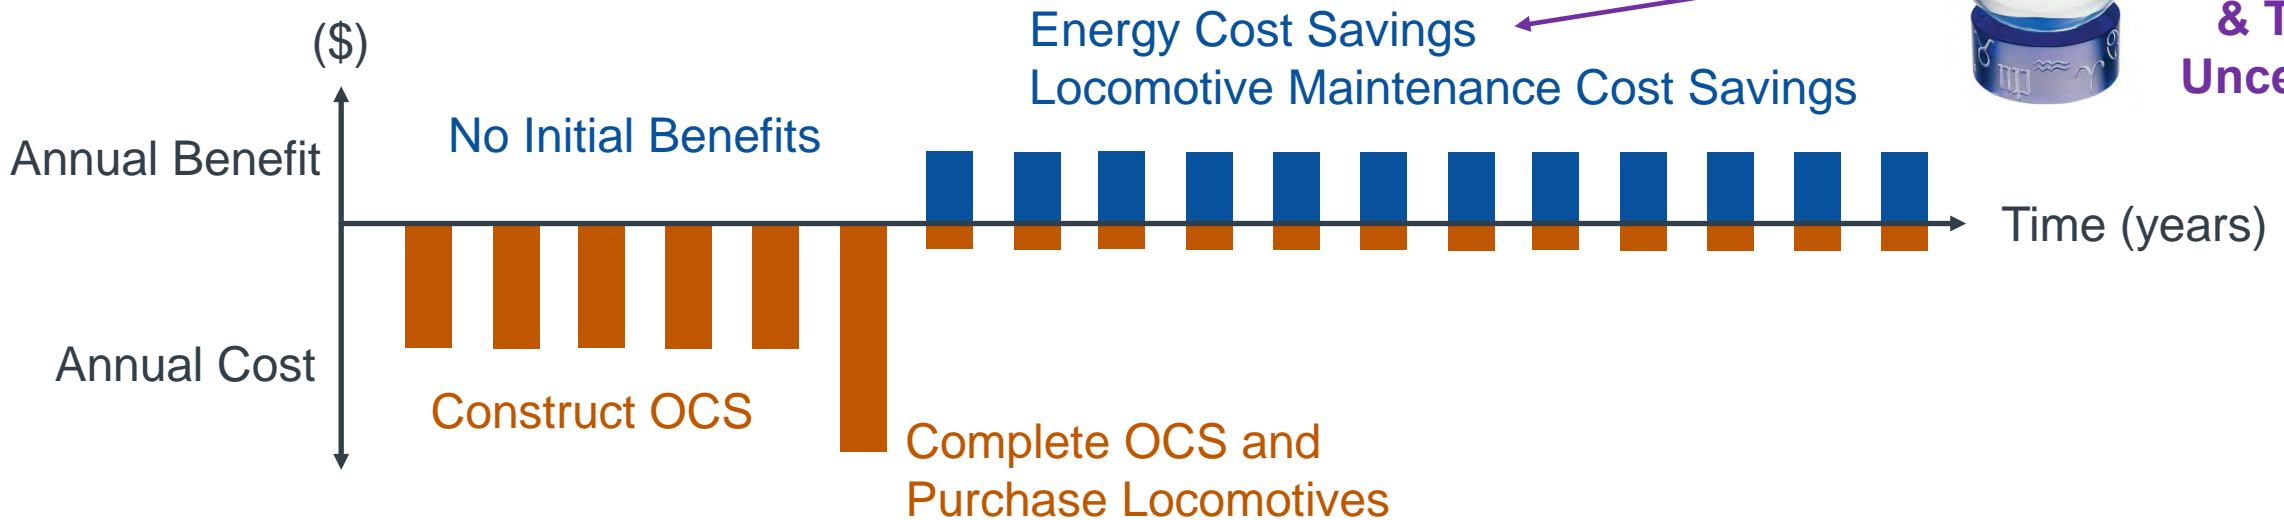 ($)
Energy Cost Savings
Locomotive Maintenance Cost Savings
&
No Initial Benefits
Annual Benefit
Time (years)
Annual Cost
Construct OCS
Complete OCS and
Purchase Locomotives